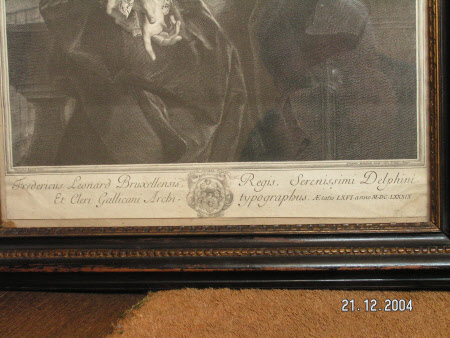 Fredericus Leonard Bruxellensis Regis. Serenissimi Delphini
Et Cleri Gallicani Archi- typographus. Ætatis LXVI anno M·DC·LXXXIX
21.12.2004